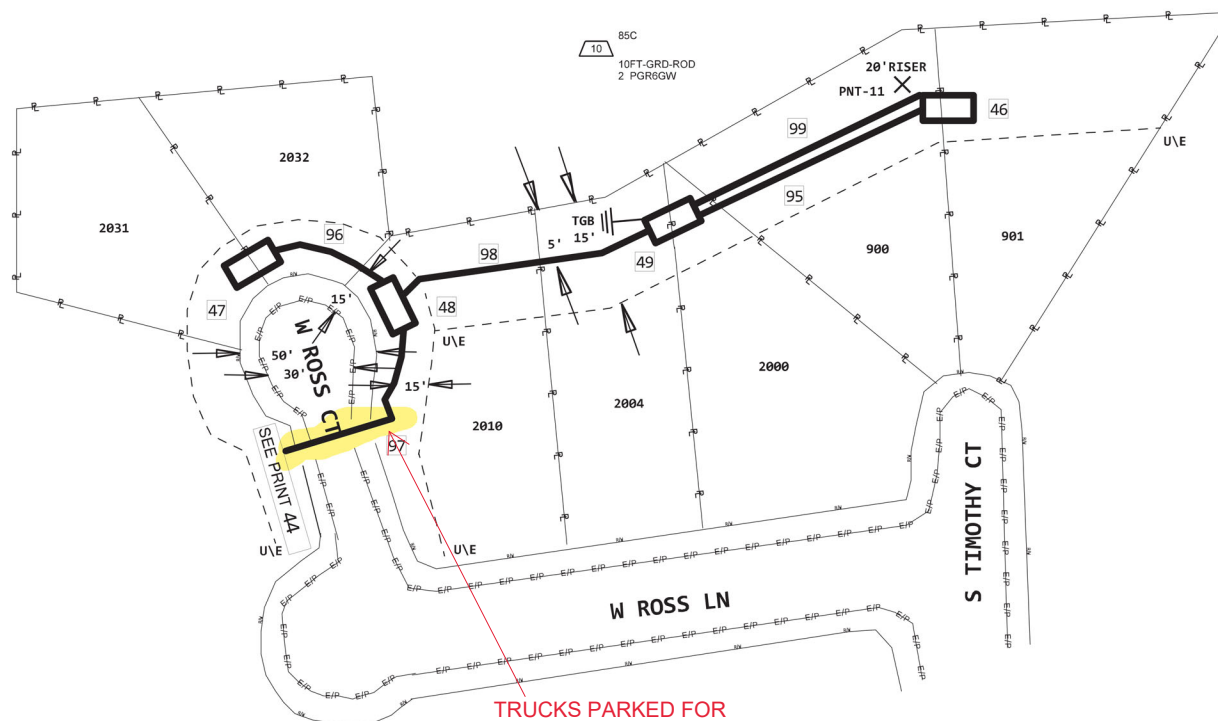 85C
10
10FT-GRD-ROD
2 PGR6GW
20'RISER
PNT-11
46
99
95
U\E
2032
2031
96
98
TGB
5' 15'
49
47
15'
48
U\E
50'
30'
W ROSS CT
15'
900
901
2000
2004
2010
97
SEE PRINT 44
U\E
U\E
W ROSS LN
S TIMOTHY CT
E/P
TRUCKS PARKED FOR